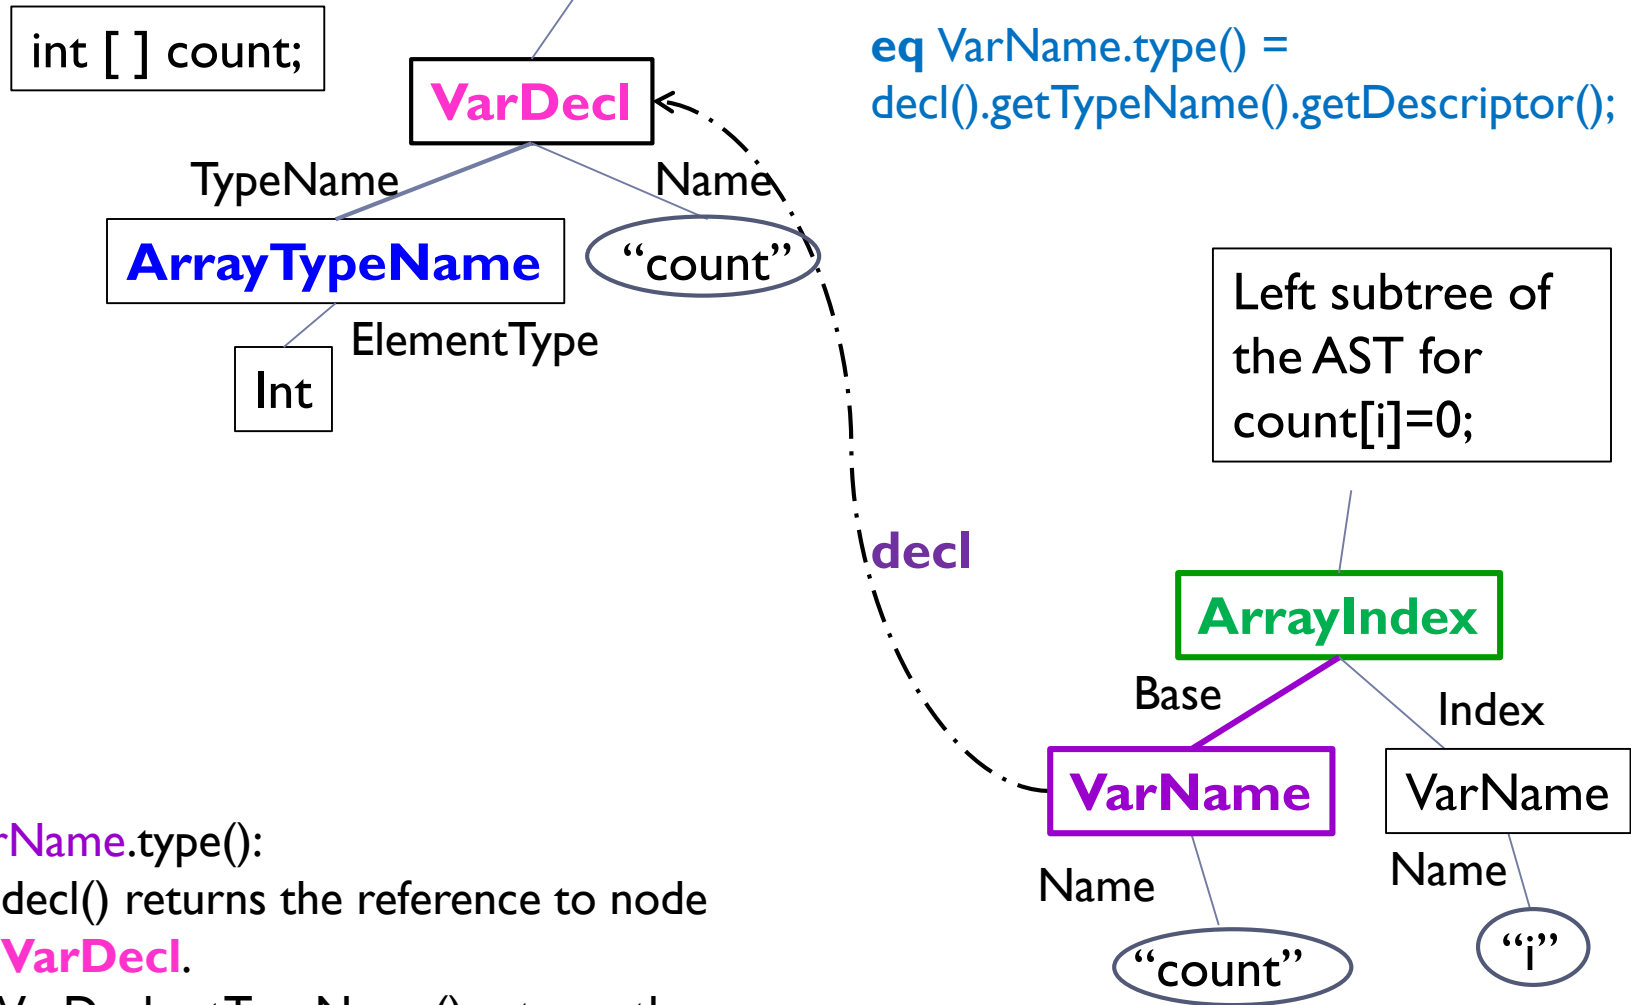 int [ ] count;
eq VarName.type() =
decl().getTypeName().getDescriptor();
VarDecl
TypeName
Name
ArrayTypeName
“count”
ElementType
Int
Left subtree of
the AST for
count[i]=0;
decl
ArrayIndex
Base
Index
VarName
VarName
Name
Name
“count”
“i”
rName.type():
decl() returns the reference to node
VarDecl.